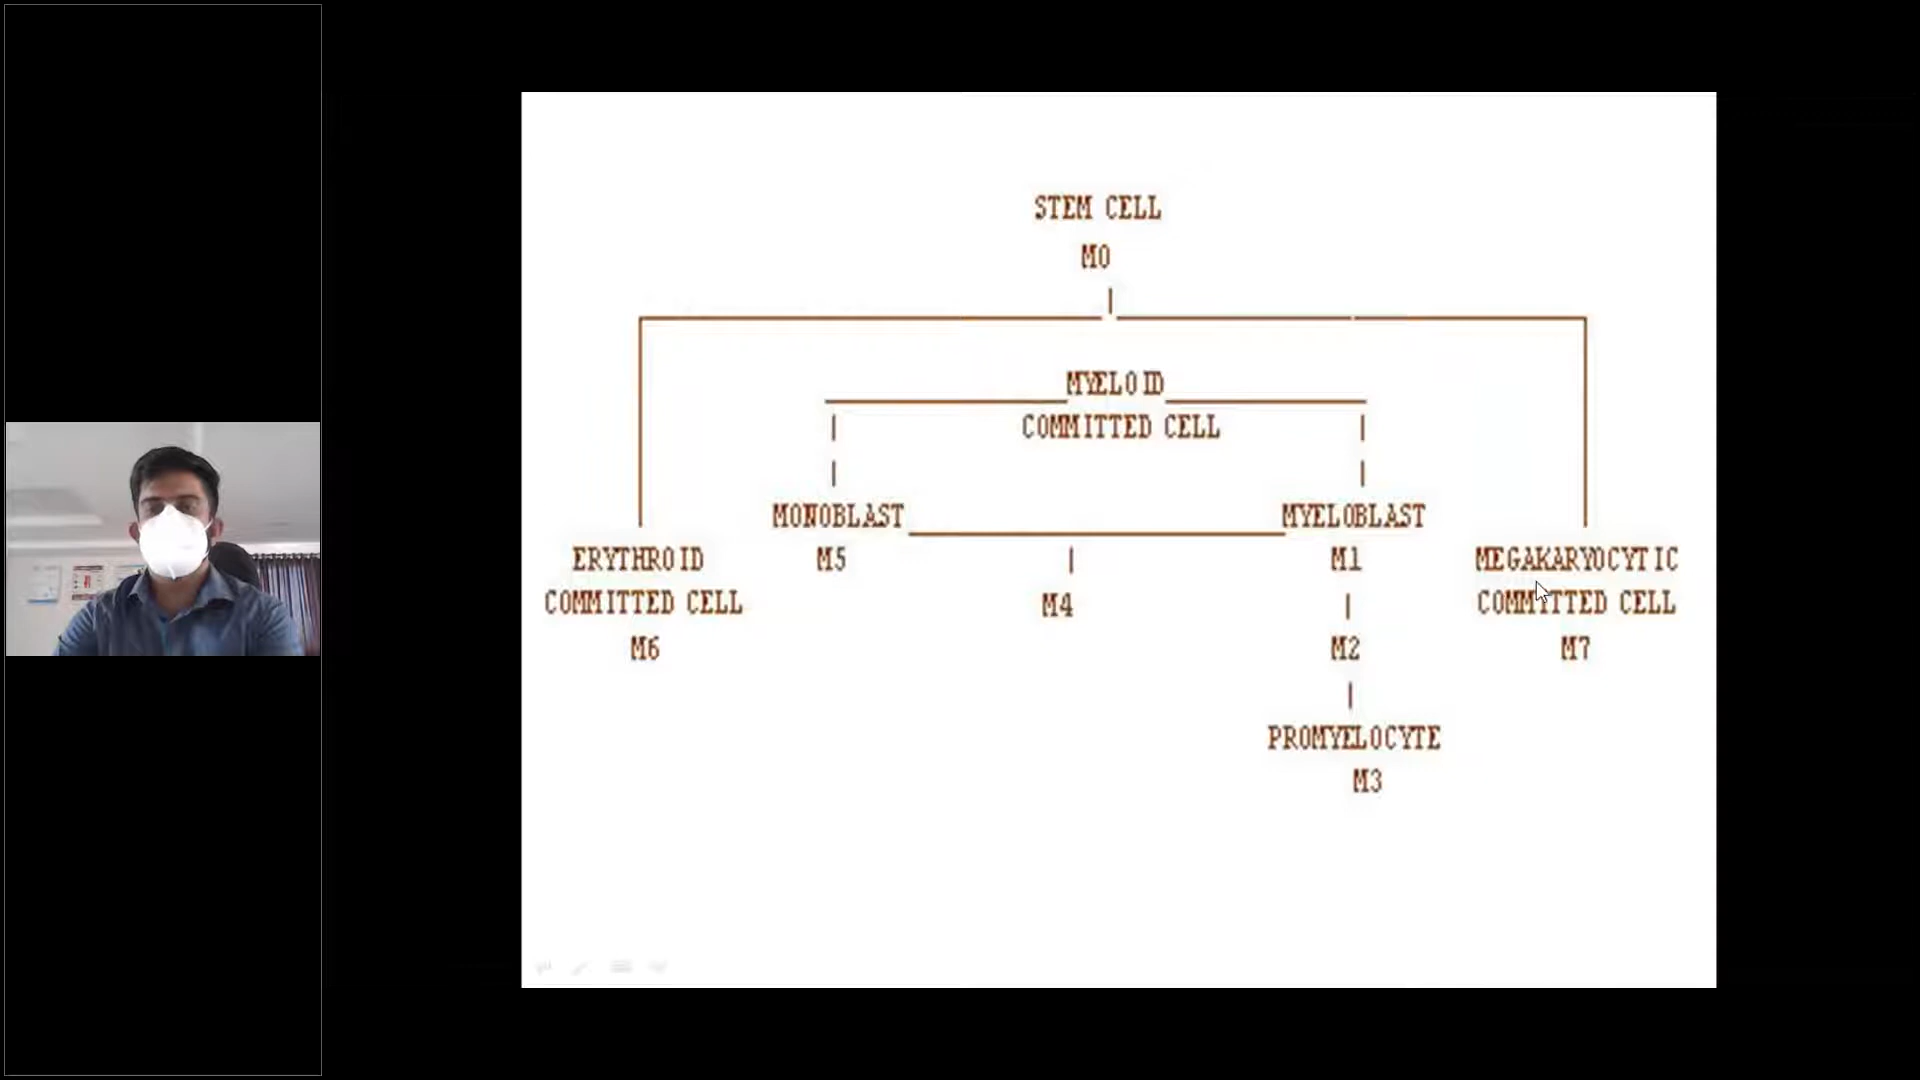 STEM CELL
M0
MYELOID
COMMITTED CELL
MONOBLAST
M5
MYELOBLAST
M1
ERYTHROID
COMMITTED CELL
M6
M4
M2
MEGAKARYOCYTIC
COMMITTED CELL
M7
PROMYELOCYTE
M3